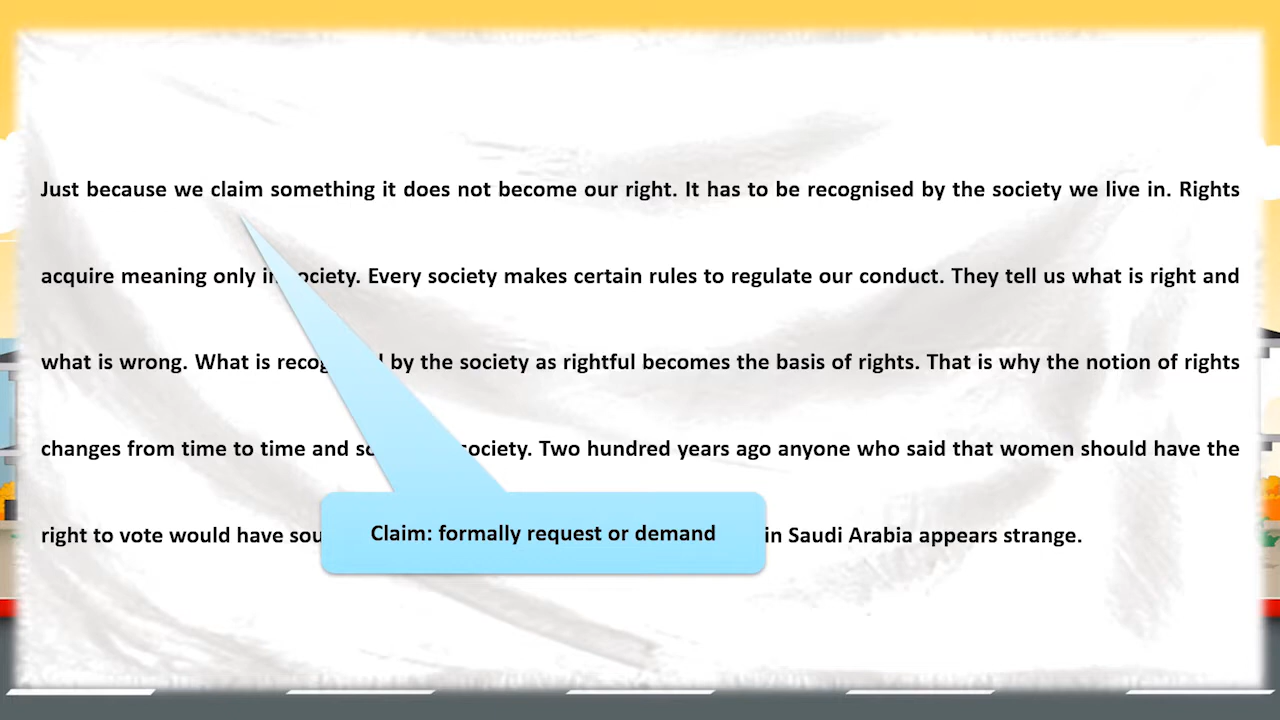 Just because we claim something it does not become our right. It has to be recognised by the society we live in. Rights
acquire meaning only in society. Every society makes certain rules to regulate our conduct. They tell us what is right and
what is wrong. What is by the society as rightful becomes the basis of rights. That is why the notion of rights
changes from time to time and society. Two hundred years ago anyone who said that women should have the
right to vote would have in Saudi Arabia appears strange.
Claim: formally request or demand